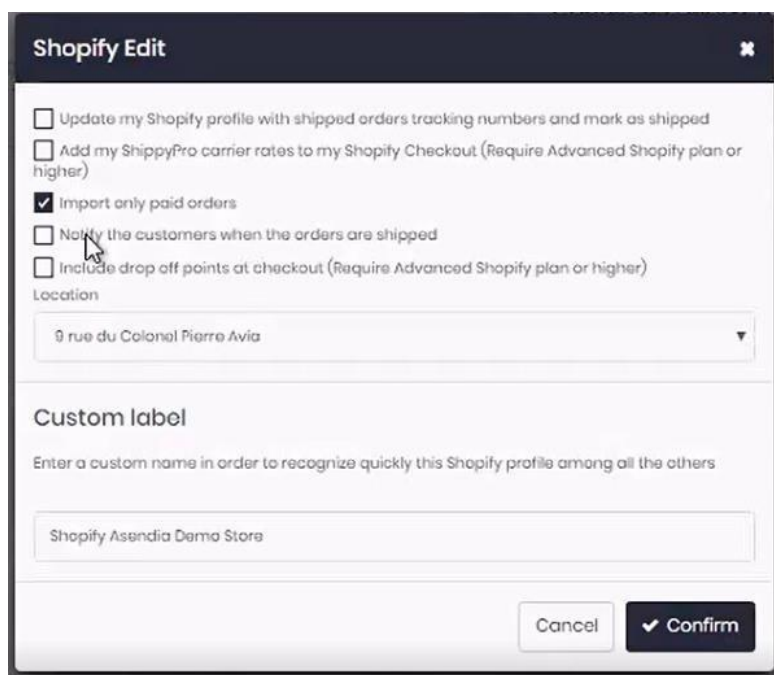 Shopify Edit
Update my Shopify profile with shipped orders tracking numbers and mark as shipped
Add my ShippyPro carrier rates to my Shopify Checkout (Require Advanced Shopify plan or
higher)
Import only paid orders
Notify the customers when the orders are shipped
Include drop off points at checkout (Require Advanced Shopify plan or higher)
Location
9 rue du Colonel Pierre Avia
Custom label
Enter a custom name in order to recognize quickly this Shopify profile among all the others
Shopify Asendia Demo Store
Cancel
Confirm